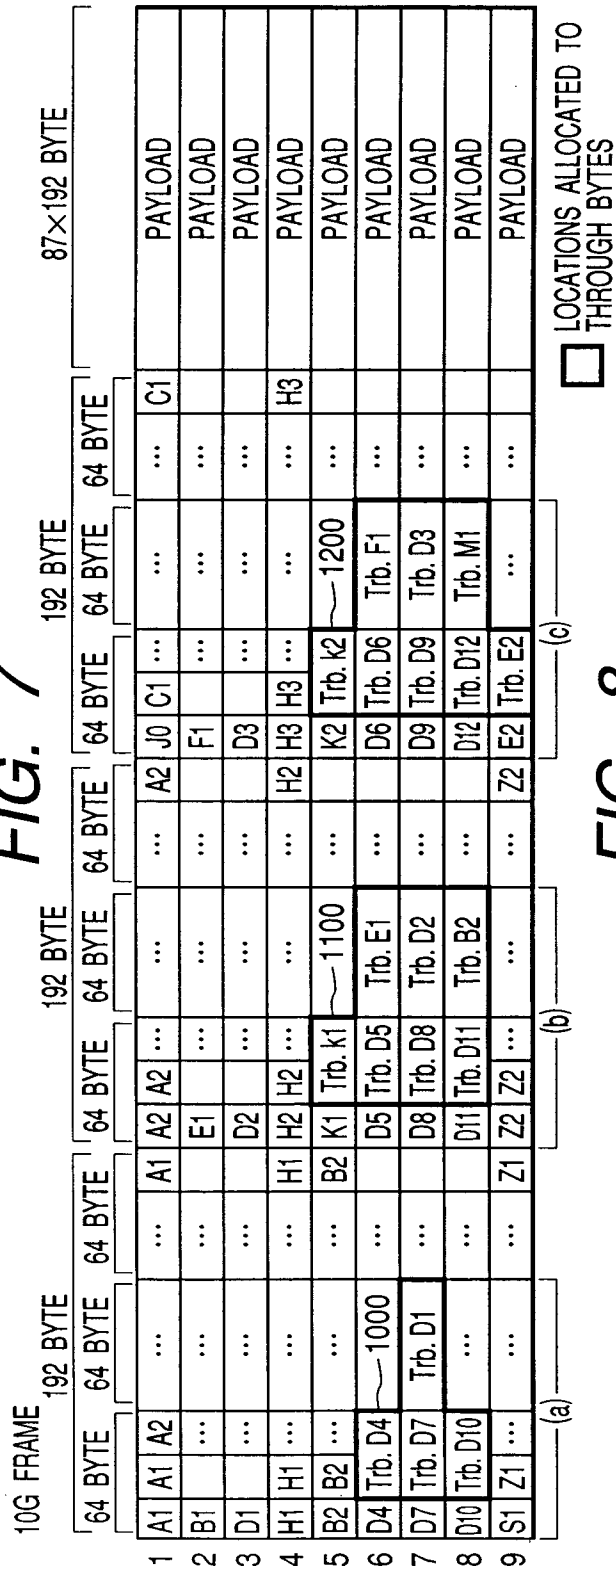 FIG. 7
10G FRAME
192 BYTE 192 BYTE 192 BYTE 87×192 BYTE
64 BYTE 64 BYTE 64 BYTE 64 BYTE 64 BYTE 64 BYTE 64 BYTE 64 BYTE 64 BYTE
1 A1 A1 A2 ... ... A1 A2 A2 ... ... ... A2 J0 C1 ... ... ... C1 PAYLOAD
2 B1 ... ... ... E1 ... ... ... F1 ... ... PAYLOAD
3 D1 ... ... ... D2 ... ... ... D3 ... ... PAYLOAD
4 H1 H1 ... ... ... H1 H2 H2 ... ... ... H2 H3 H3 ... ... ... H3 PAYLOAD
5 B2 B2 ... ... ... B2 K1 Trb. k1 1100 ... K2 Trb. k2 1200 ... PAYLOAD
6 D4 Trb. D4 1000 ... D5 Trb. D5 Trb. E1 ... D6 Trb. D6 Trb. F1 ... PAYLOAD
7 D7 Trb. D7 Trb. D1 ... D8 Trb. D8 Trb. D2 ... D9 Trb. D9 Trb. D3 ... PAYLOAD
8 D10 Trb. D10 ... ... D11 Trb. D11 Trb. B2 ... D12 Trb. D12 Trb. M1 ... PAYLOAD
9 S1 Z1 ... ... ... Z1 Z2 Z2 ... ... ... Z2 E2 Trb. E2 ... ... PAYLOAD
(a) (b) (c)
LOCATIONS ALLOCATED TO
THROUGH BYTES